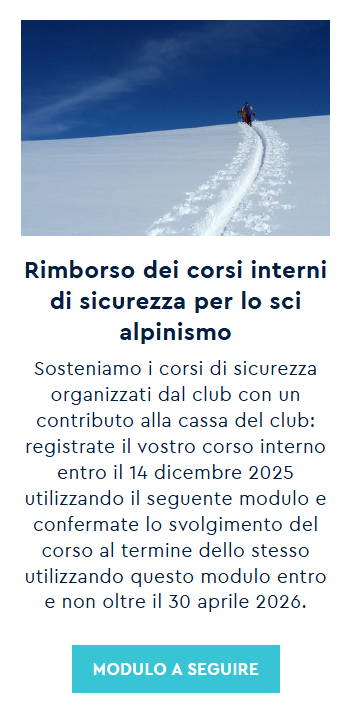 Rimborso dei corsi interni
di sicurezza per lo sci
alpinismo
Sosteniamo i corsi di sicurezza
organizzati dal club con un
contributo alla cassa del club:
registrate il vostro corso interno
entro il 14 dicembre 2025
utilizzando il seguente modulo e
confermate lo svolgimento del
corso al termine dello stesso
utilizzando questo modulo entro
e non oltre il 30 aprile 2026.
MODULO A SEGUIRE